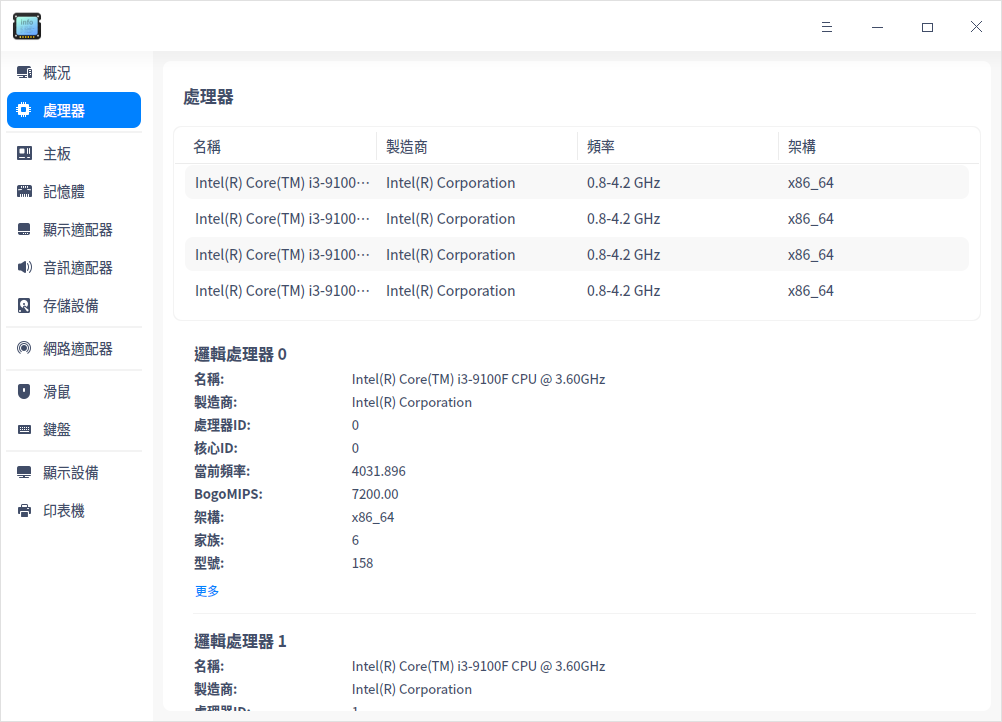 info
概況
處理器
主板
記憶體
顯示適配器
音訊適配器
存儲設備
網路適配器
滑鼠
鍵盤
顯示設備
印表機
處理器
名稱 製造商 頻率 架構
Intel(R) Core(TM) i3-9100··· Intel(R) Corporation 0.8-4.2 GHz x86_64
Intel(R) Core(TM) i3-9100··· Intel(R) Corporation 0.8-4.2 GHz x86_64
Intel(R) Core(TM) i3-9100··· Intel(R) Corporation 0.8-4.2 GHz x86_64
Intel(R) Core(TM) i3-9100··· Intel(R) Corporation 0.8-4.2 GHz x86_64
邏輯處理器 0
名稱: Intel(R) Core(TM) i3-9100F CPU @ 3.60GHz
製造商: Intel(R) Corporation
處理器ID: 0
核心ID: 0
當前頻率: 4031.896
BogoMIPS: 7200.00
架構: x86_64
家族: 6
型號: 158
更多
邏輯處理器 1
名稱: Intel(R) Core(TM) i3-9100F CPU @ 3.60GHz
製造商: Intel(R) Corporation
處理器ID: 1